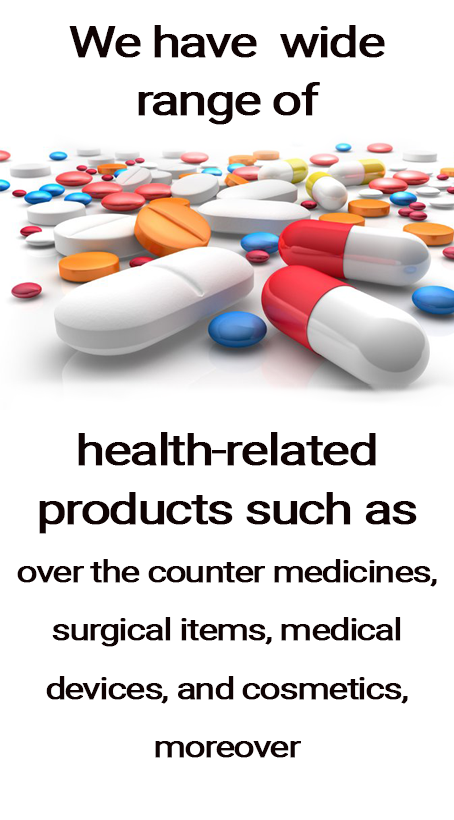 We have  wide
range of
health-related
products such as
over the counter medicines,
surgical items, medical
devices, and cosmetics,
moreover